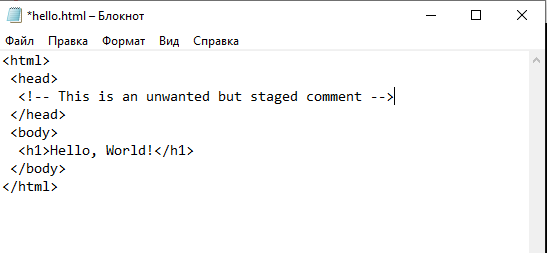 *hello.html – Блокнот
Файл Правка Формат Вид Справка
<html>
 <head>
  <!-- This is an unwanted but staged comment -->
 </head>
 <body>
  <h1>Hello, World!</h1>
 </body>
</html>